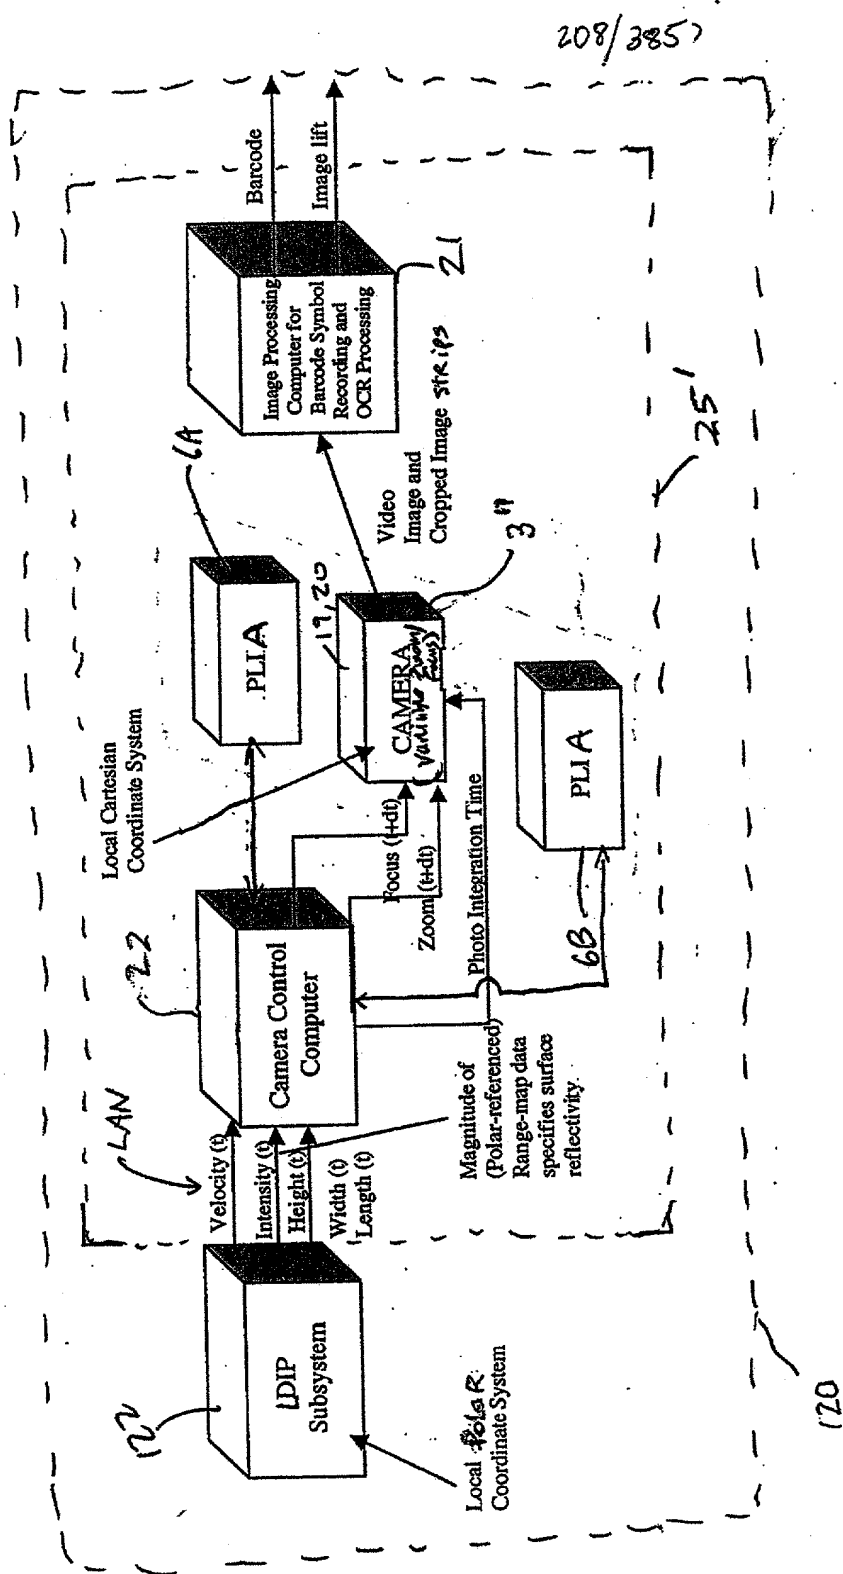 208/385
Barcode
Image lift
Image Processing
Computer for
Barcode Symbol
Recording and
OCR Processing
21
6A
PLIA
Video
Image and
Cropped Image strips
25'
19, 20
CAMERA
(Variable Zoom/
Focus)
3"
Local Cartesian
Coordinate System
PLIA
6B
Focus (t+dt)
Zoom (t+dt)
Photo Integration Time
22
Camera Control
Computer
LAN
Velocity (t)
Intensity (t)
Height (t)
Width (t)
Length (t)
Magnitude of
(Polar-referenced)
Range-map data
specifies surface
reflectivity.
122
LDIP
Subsystem
Local Polar
Coordinate System
120